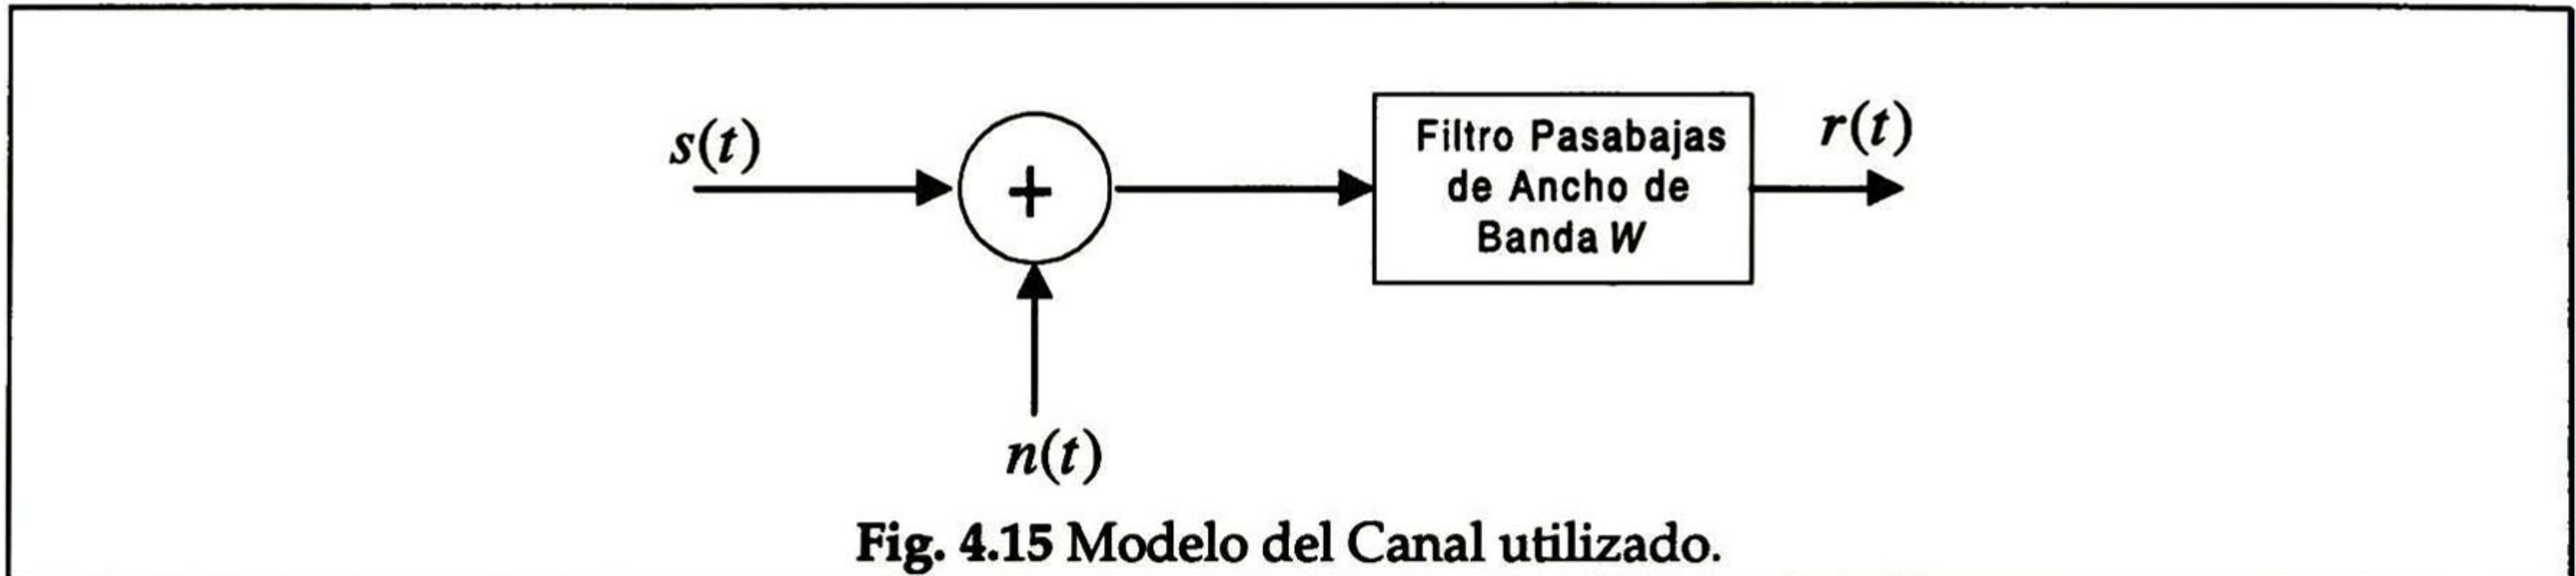 s(t)
+
Filtro Pasabajas
de Ancho de
Banda W
r(t)
n(t)
Fig. 4.15 Modelo del Canal utilizado.